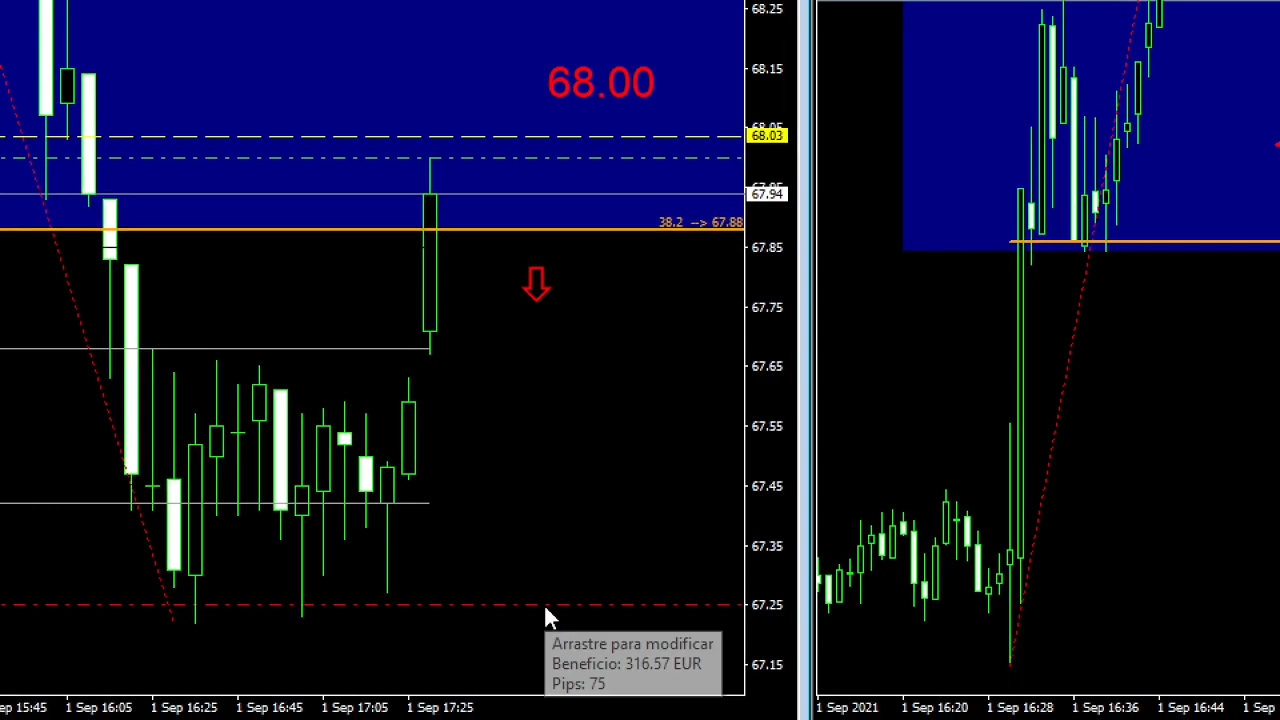 68.25
68.15
68.00
68.03
67.94
38.2 --> 67.88
67.85
67.75
67.65
67.55
67.45
67.35
67.25
Arrastre para modificar
Beneficio: 316.57 EUR
Pips: 75
67.15
ep 15:45
1 Sep 16:05
1 Sep 16:25
1 Sep 16:45
1 Sep 17:05
1 Sep 17:25
1 Sep 2021
1 Sep 16:20
1 Sep 16:28
1 Sep 16:36
1 Sep 16:44
1 Sep